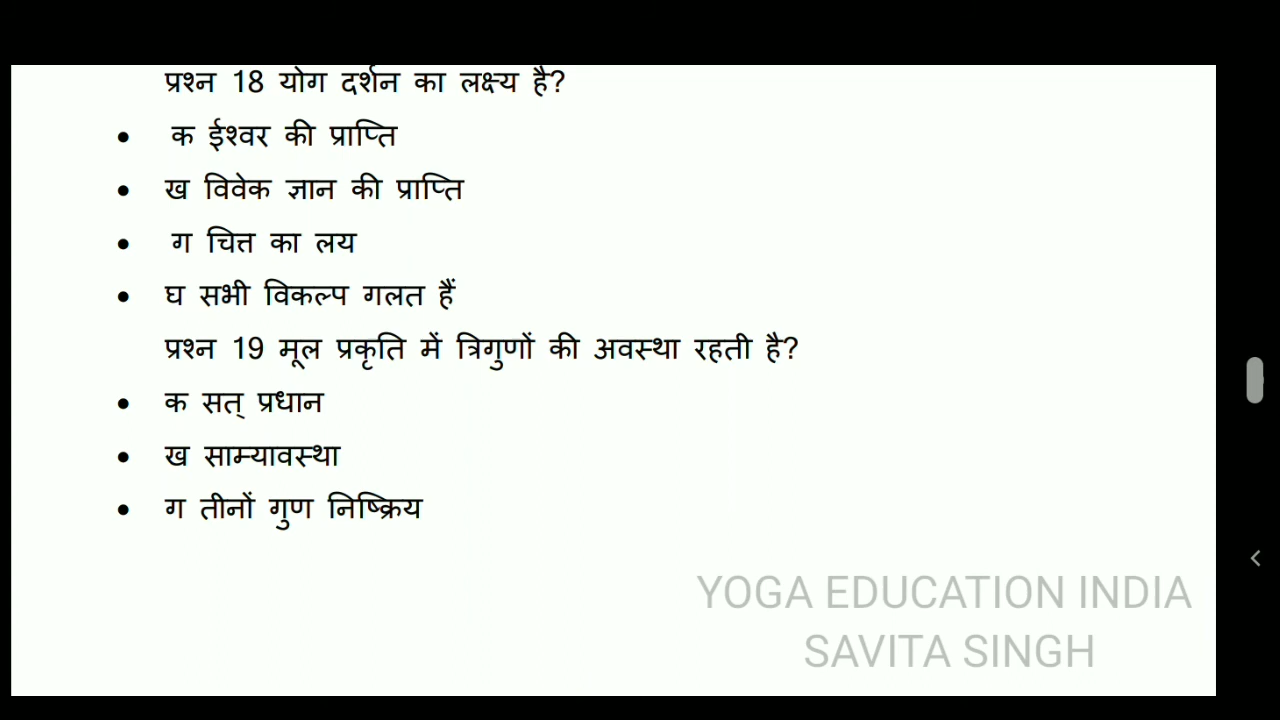 प्रश्न 18 योग दर्शन का लक्ष्य है?
• क ईश्वर की प्राप्ति
• ख विवेक ज्ञान की प्राप्ति
• ग चित्त का लय
• घ सभी विकल्प गलत हैं
प्रश्न 19 मूल प्रकृति में त्रिगुणों की अवस्था रहती है?
• क सत् प्रधान
• ख साम्यावस्था
• ग तीनों गुण निष्क्रिय
YOGA EDUCATION INDIA
SAVITA SINGH